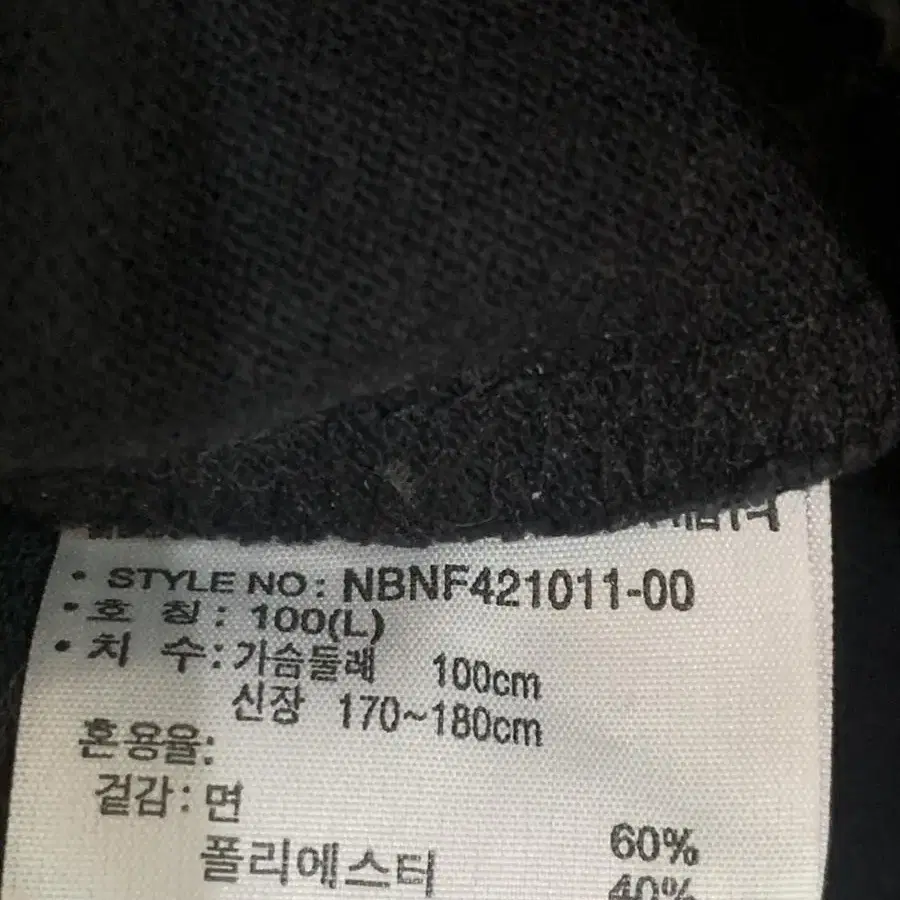 • STYLE NO: NBNF421011-00
• 호 칭: 100(L)
• 치 수: 가슴둘레 100cm
신장 170~180cm
혼용율:
겉감: 면 60%
폴리에스터 40%